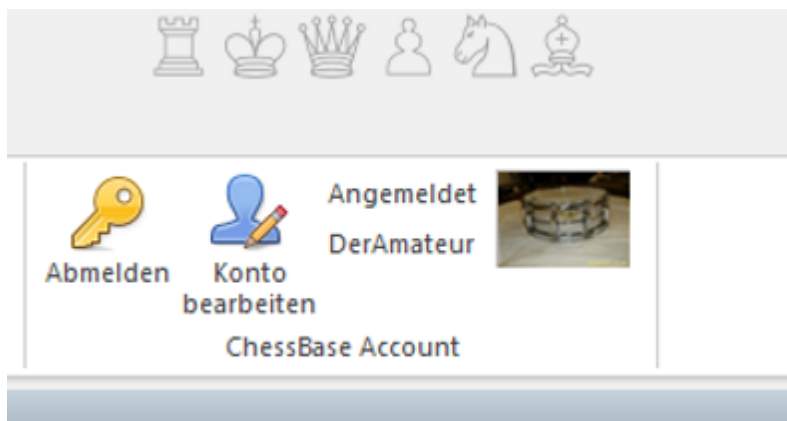 Angemeldet
DerAmateur
Abmelden
Konto
bearbeiten
ChessBase Account